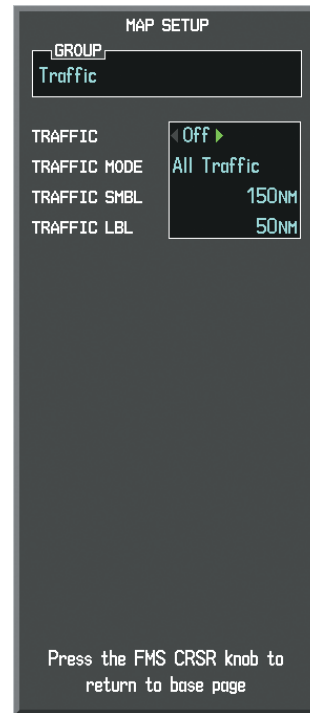 MAP SETUP
GROUP
Traffic
TRAFFIC Off
TRAFFIC MODE All Traffic
TRAFFIC SMBL 150NM
TRAFFIC LBL 50NM
Press the FMS CRSR knob to
return to base page